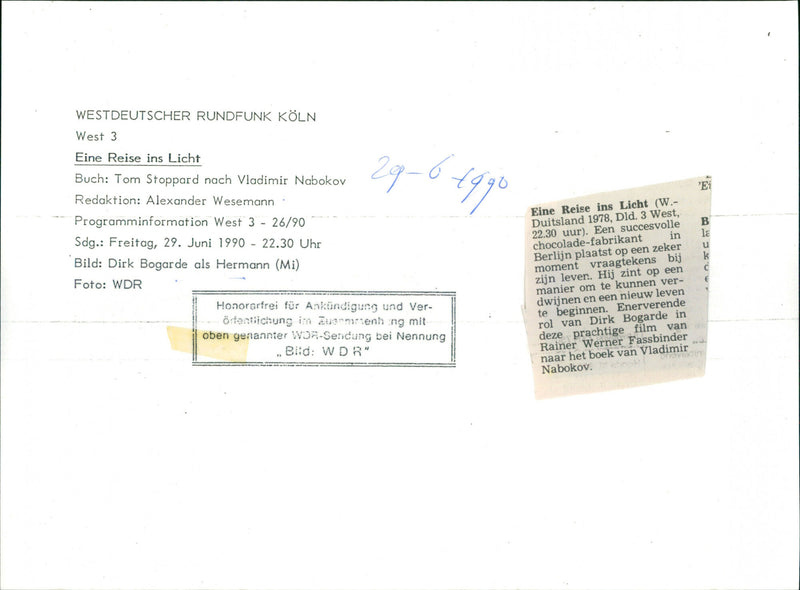 WESTDEUTSCHER RUNDFUNK KÖLN
West 3
Eine Reise ins Licht
Buch: Tom Stoppard nach Vladimir Nabokov
Redaktion: Alexander Wesemann
Programminformation West 3 - 26/90
Sdg.: Freitag, 29. Juni 1990 - 22.30 Uhr
Bild: Dirk Bogarde als Hermann (Mi)
Foto: WDR
29-6-1990
Honorarfrei für Ankündigung und Ver-
öffentlichung im Zusammenhang mit
oben genannter WDR-Sendung bei Nennung
„Bild: WDR"
Eine Reise ins Licht (W.-
Duitsland 1978, Dld. 3 West,
22.30 uur). Een succesvolle
chocolade-fabrikant in
Berlijn plaatst op een zeker
moment vraagtekens bij
zijn leven. Hij zint op een
manier om te kunnen ver-
dwijnen en een nieuw leven
te beginnen. Enerverende
rol van Dirk Bogarde in
deze prachtige film van
Rainer Werner Fassbinder
naar het boek van Vladimir
Nabokov.